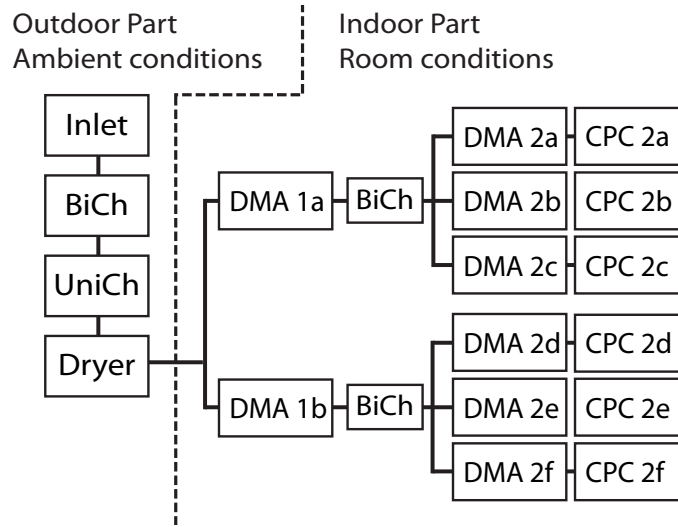 Outdoor Part
Ambient conditions
Indoor Part
Room conditions
Inlet
BiCh
UniCh
Dryer
DMA 1a
BiCh
DMA 2a
CPC 2a
DMA 2b
CPC 2b
DMA 2c
CPC 2c
DMA 1b
BiCh
DMA 2d
CPC 2d
DMA 2e
CPC 2e
DMA 2f
CPC 2f